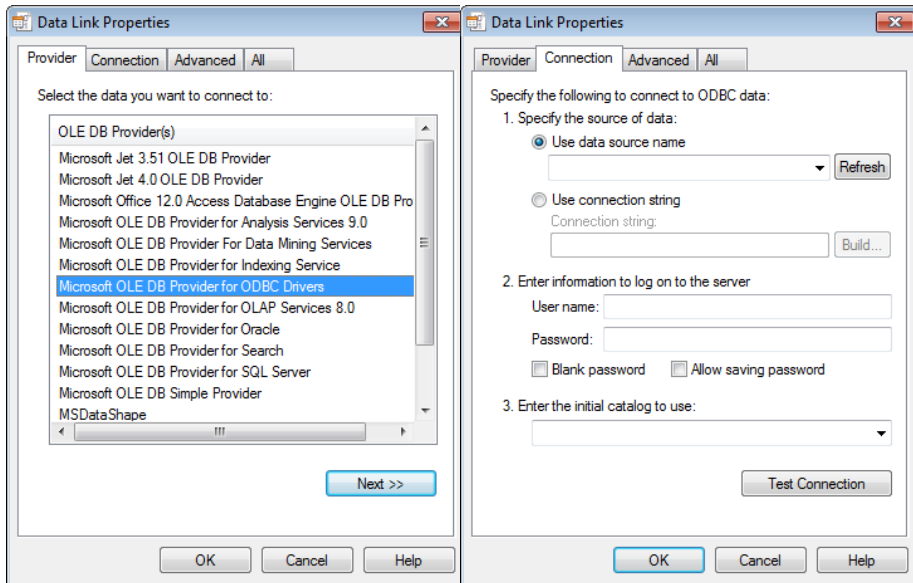 Data Link Properties
Provider Connection Advanced All
Select the data you want to connect to:
OLE DB Provider(s)
Microsoft Jet 3.51 OLE DB Provider
Microsoft Jet 4.0 OLE DB Provider
Microsoft Office 12.0 Access Database Engine OLE DB Pro
Microsoft OLE DB Provider for Analysis Services 9.0
Microsoft OLE DB Provider For Data Mining Services
Microsoft OLE DB Provider for Indexing Service
Microsoft OLE DB Provider for ODBC Drivers
Microsoft OLE DB Provider for OLAP Services 8.0
Microsoft OLE DB Provider for Oracle
Microsoft OLE DB Provider for Search
Microsoft OLE DB Provider for SQL Server
Microsoft OLE DB Simple Provider
MSDataShape
Next >>
OK Cancel Help
Data Link Properties
Provider Connection Advanced All
Specify the following to connect to ODBC data:
1. Specify the source of data:
Use data source name
Refresh
Use connection string
Connection string:
Build...
2. Enter information to log on to the server
User name:
Password:
Blank password Allow saving password
3. Enter the initial catalog to use:
Test Connection
OK Cancel Help